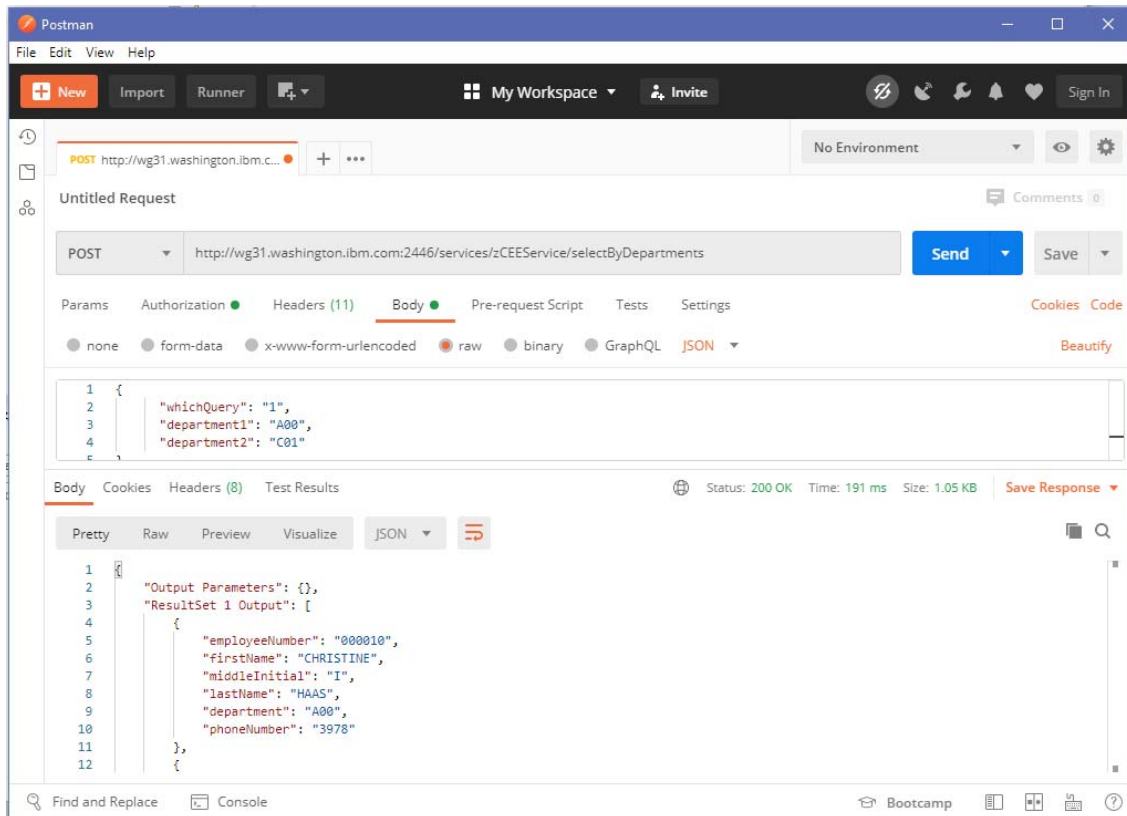 Postman
File Edit View Help
New Import Runner My Workspace Invite Sign In
POST http://wg31.washington.ibm.c... + ••• No Environment
Untitled Request Comments 0
POST http://wg31.washington.ibm.com:2446/services/zCEEService/selectByDepartments Send Save
Params Authorization Headers (11) Body Pre-request Script Tests Settings Cookies Code
none form-data x-www-form-urlencoded raw binary GraphQL JSON Beautify
1 {
2 "whichQuery": "1",
3 "department1": "A00",
4 "department2": "C01"
5 }
Body Cookies Headers (8) Test Results Status: 200 OK Time: 191 ms Size: 1.05 KB Save Response
Pretty Raw Preview Visualize JSON
1 {
2 "Output Parameters": {},
3 "ResultSet 1 Output": [
4 {
5 "employeeNumber": "000010",
6 "firstName": "CHRISTINE",
7 "middleInitial": "I",
8 "lastName": "HAAS",
9 "department": "A00",
10 "phoneNumber": "3978"
11 },
12 {
Find and Replace Console Bootcamp